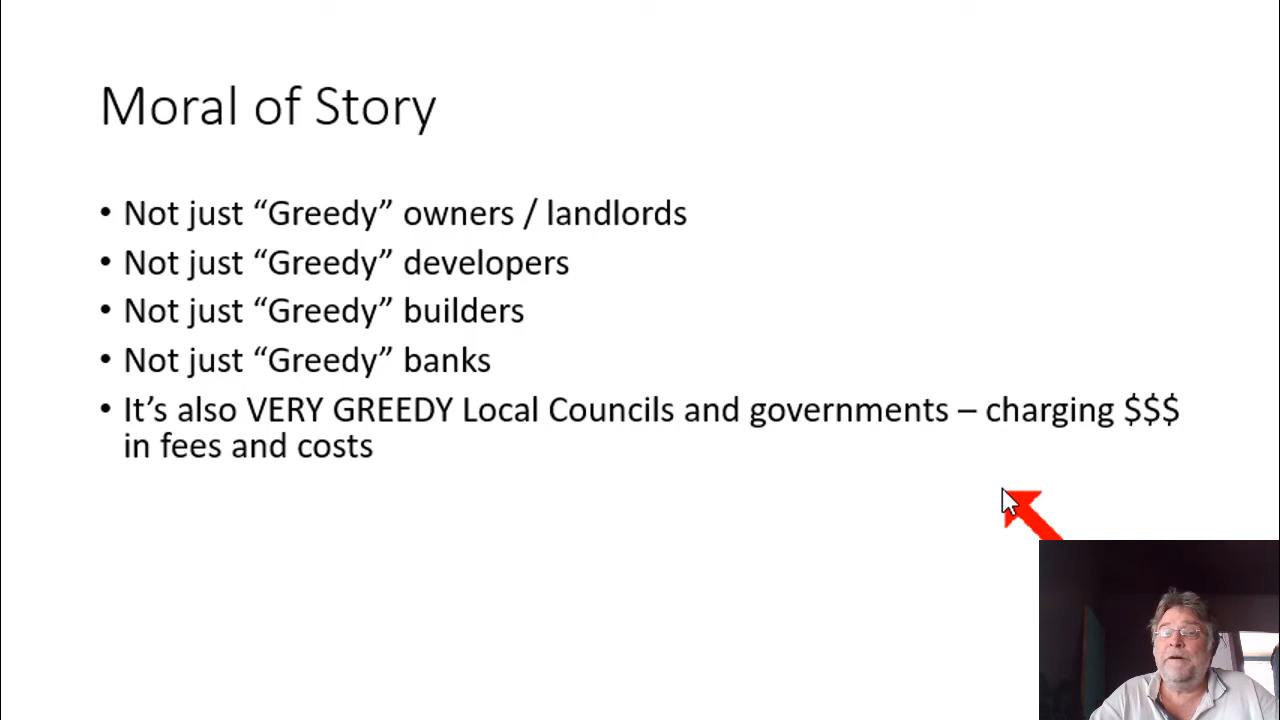 Moral of Story
• Not just “Greedy” owners / landlords
• Not just “Greedy” developers
• Not just “Greedy” builders
• Not just “Greedy” banks
• It’s also VERY GREEDY Local Councils and governments – charging $$$
in fees and costs